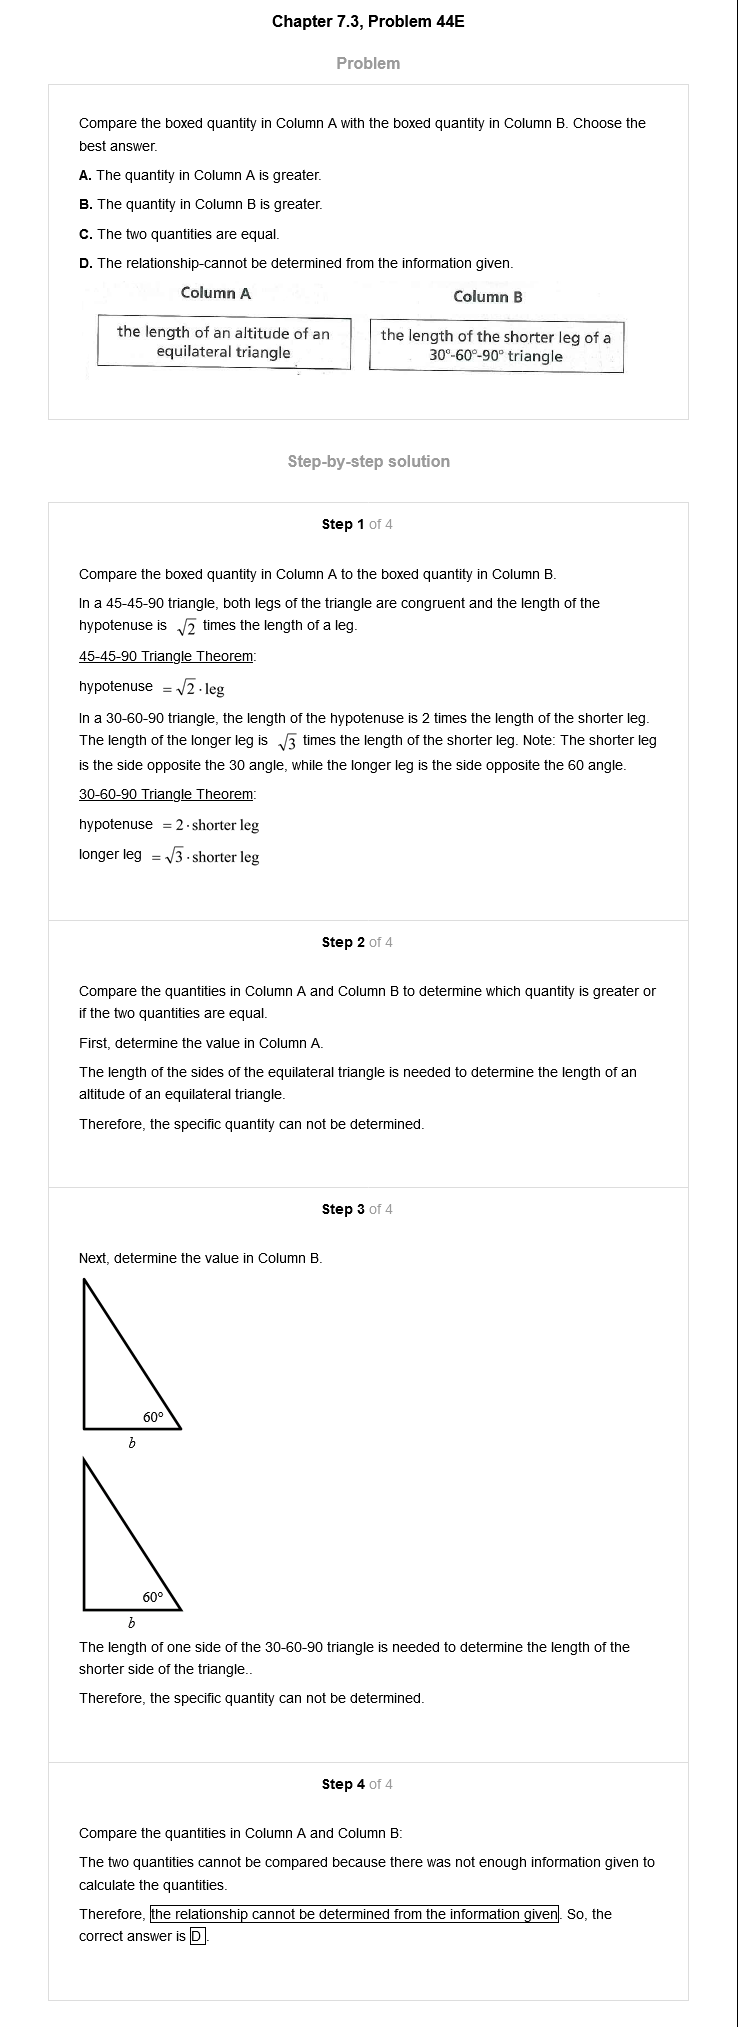 Chapter 7.3, Problem 44E
Problem
Compare the boxed quantity in Column A with the boxed quantity in Column B. Choose the
best answer.
A. The quantity in Column A is greater.
B. The quantity in Column B is greater.
C. The two quantities are equal.
D. The relationship-cannot be determined from the information given.
Column A
Column B
the length of an altitude of an
equilateral triangle
the length of the shorter leg of a
30°-60°-90° triangle
Step-by-step solution
Step 1 of 4
Compare the boxed quantity in Column A to the boxed quantity in Column B.
In a 45-45-90 triangle, both legs of the triangle are congruent and the length of the
hypotenuse is √2 times the length of a leg.
45-45-90 Triangle Theorem:
hypotenuse = √2 · leg
In a 30-60-90 triangle, the length of the hypotenuse is 2 times the length of the shorter leg.
The length of the longer leg is √3 times the length of the shorter leg. Note: The shorter leg
is the side opposite the 30 angle, while the longer leg is the side opposite the 60 angle.
30-60-90 Triangle Theorem:
hypotenuse = 2 · shorter leg
longer leg = √3 · shorter leg
Step 2 of 4
Compare the quantities in Column A and Column B to determine which quantity is greater or
if the two quantities are equal.
First, determine the value in Column A.
The length of the sides of the equilateral triangle is needed to determine the length of an
altitude of an equilateral triangle.
Therefore, the specific quantity can not be determined.
Step 3 of 4
Next, determine the value in Column B.
60°
b
60°
b
The length of one side of the 30-60-90 triangle is needed to determine the length of the
shorter side of the triangle..
Therefore, the specific quantity can not be determined.
Step 4 of 4
Compare the quantities in Column A and Column B:
The two quantities cannot be compared because there was not enough information given to
calculate the quantities.
Therefore, the relationship cannot be determined from the information given. So, the
correct answer is D.